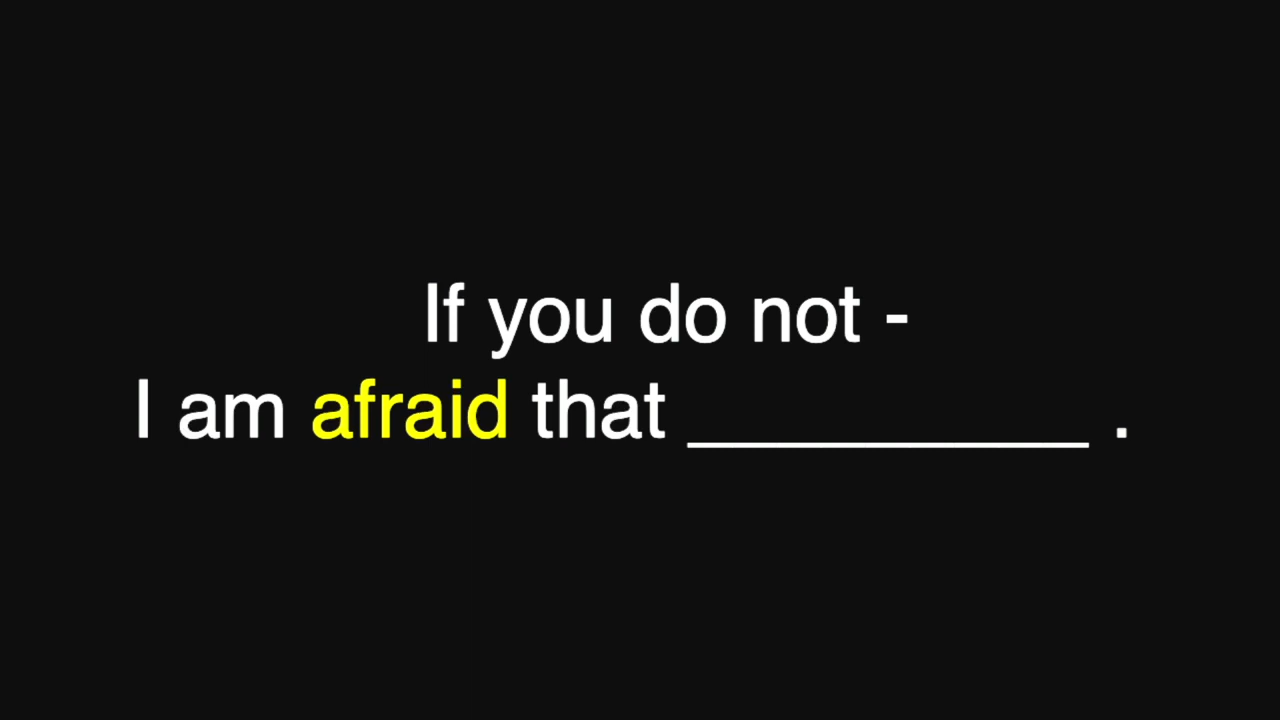 If you do not -
I am afraid that __________ .